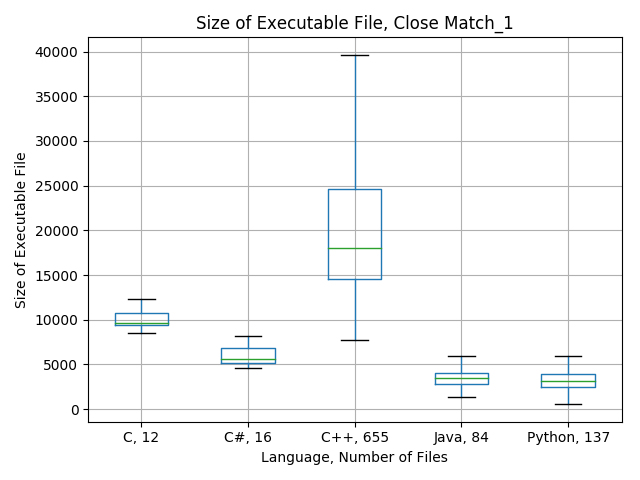 Size of Executable File, Close Match_1
Size of Executable File
40000
35000
30000
25000
20000
15000
10000
5000
0
C, 12
C#, 16
C++, 655
Java, 84
Python, 137
Language, Number of Files